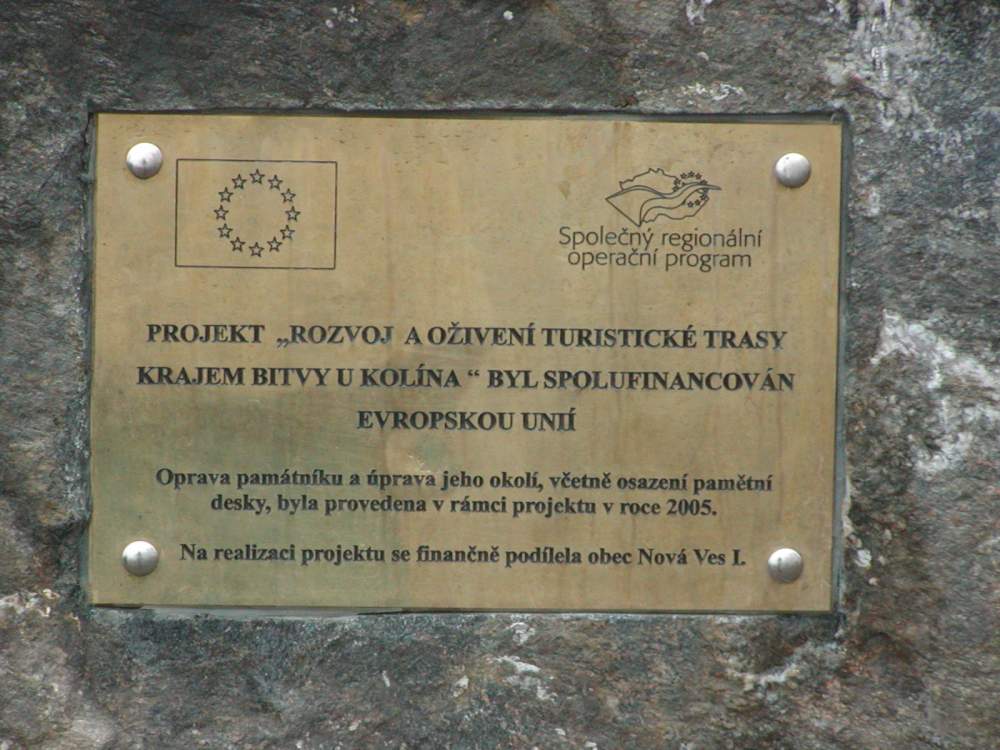 Společný regionální
operační program
PROJEKT „ROZVOJ A OŽIVENÍ TURISTICKÉ TRASY
KRAJEM BITVY U KOLÍNA “ BYL SPOLUFINANCOVÁN
EVROPSKOU UNIÍ
Oprava památníku a úprava jeho okolí, včetně osazení pamětní
desky, byla provedena v rámci projektu v roce 2005.
Na realizaci projektu se finančně podílela obec Nová Ves I.